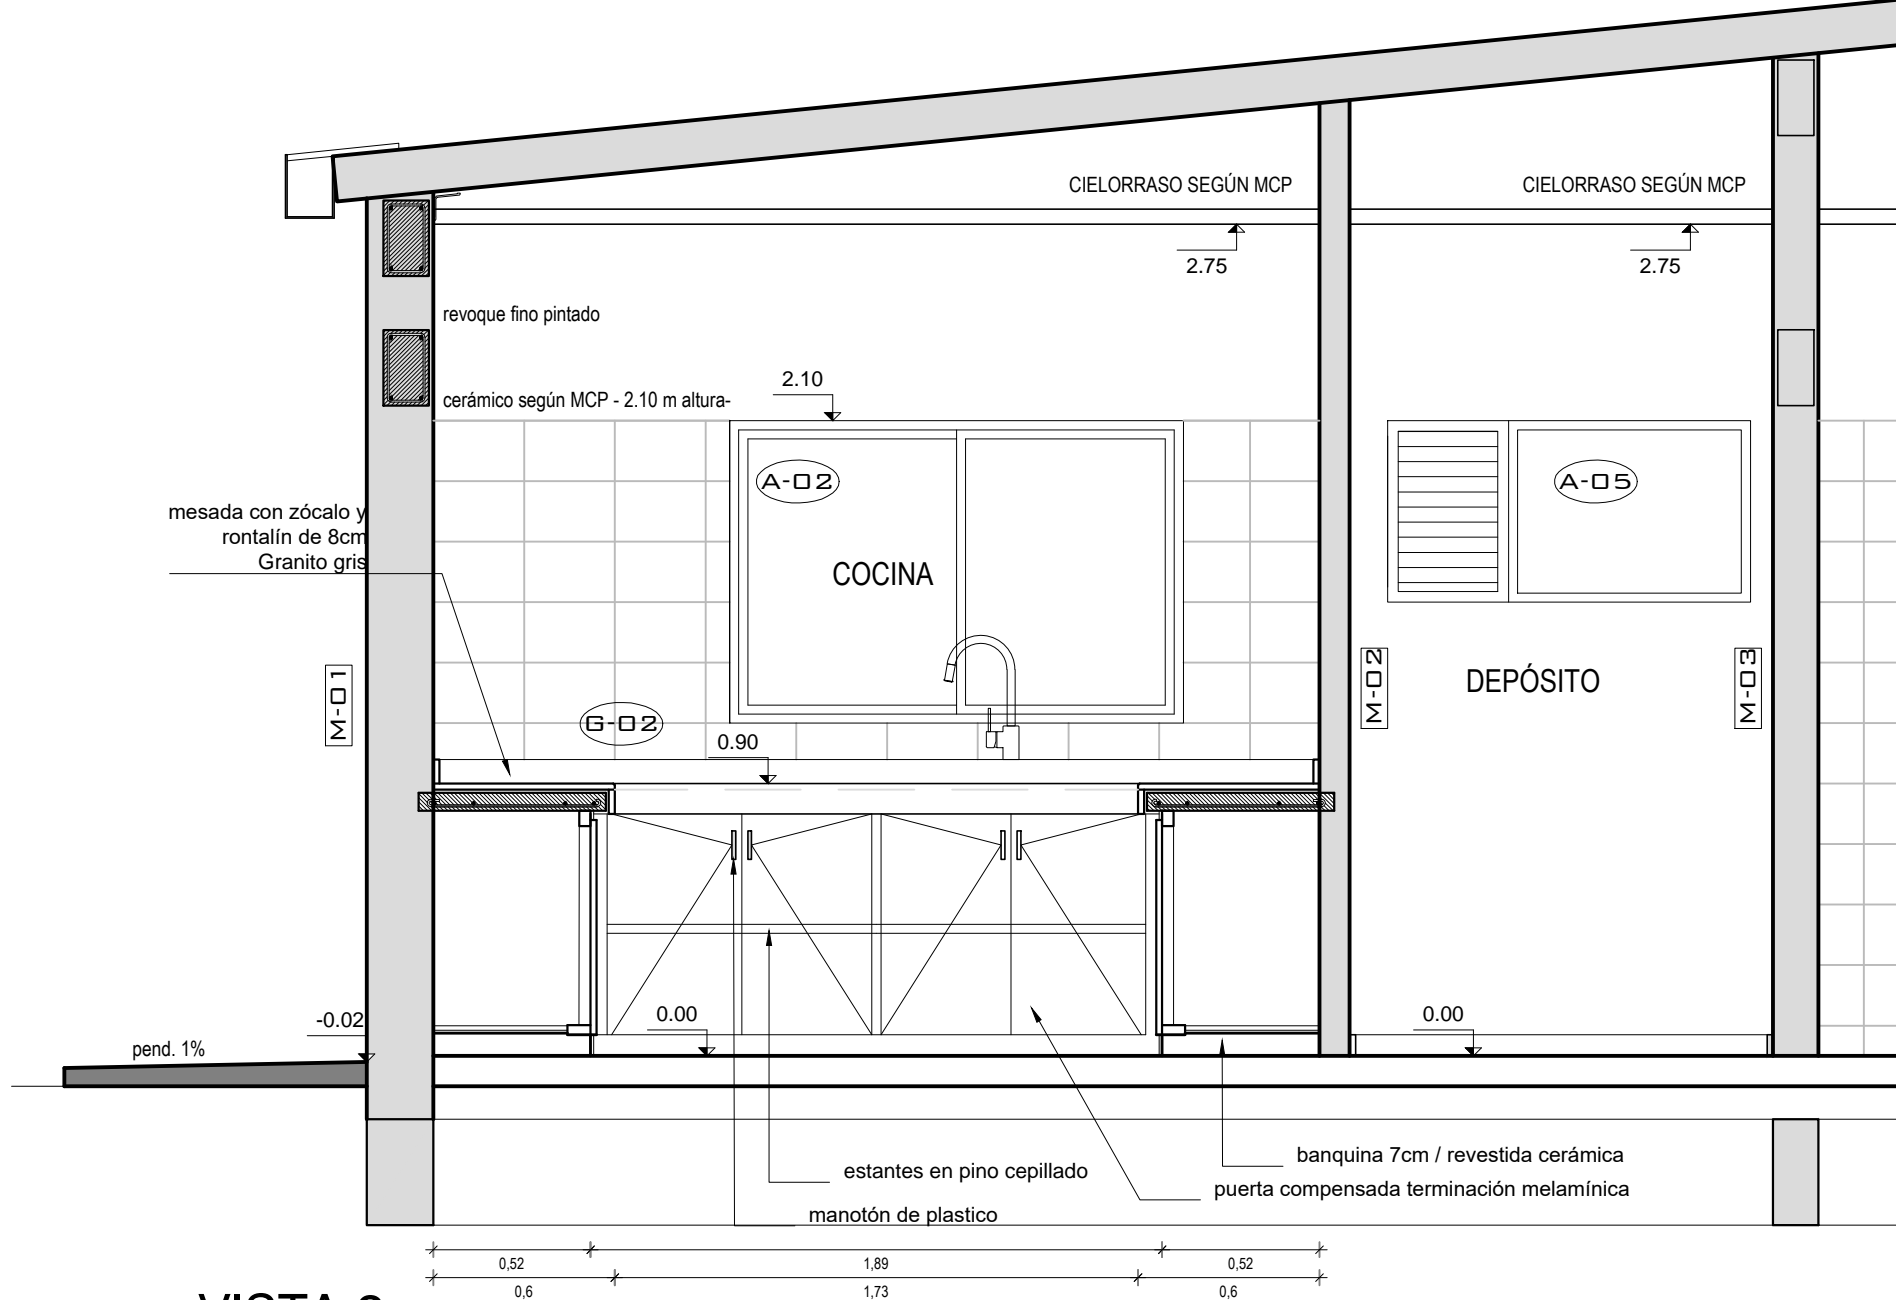 CIELORRASO SEGÚN MCP
CIELORRASO SEGÚN MCP
2.75
2.75
revoque fino pintado
2.10
cerámico según MCP - 2.10 m altura-
A-02
A-05
mesada con zócalo y
rontalín de 8cm
Granito gris
COCINA
M-01
M-02
DEPÓSITO
M-03
G-02
0.90
-0.02
0.00
0.00
pend. 1%
banquina 7cm / revestida cerámica
estantes en pino cepillado
puerta compensada terminación melamínica
manotón de plastico
0,52
1,89
0,52
0,6
1,73
0,6